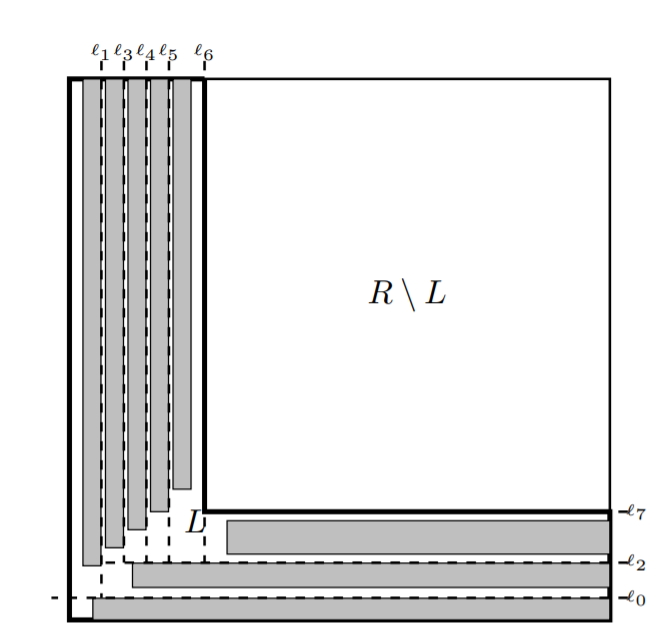 ℓ₁ ℓ₃ ℓ₄ ℓ₅ ℓ₆
R \ L
L
ℓ₇
ℓ₂
ℓ₀